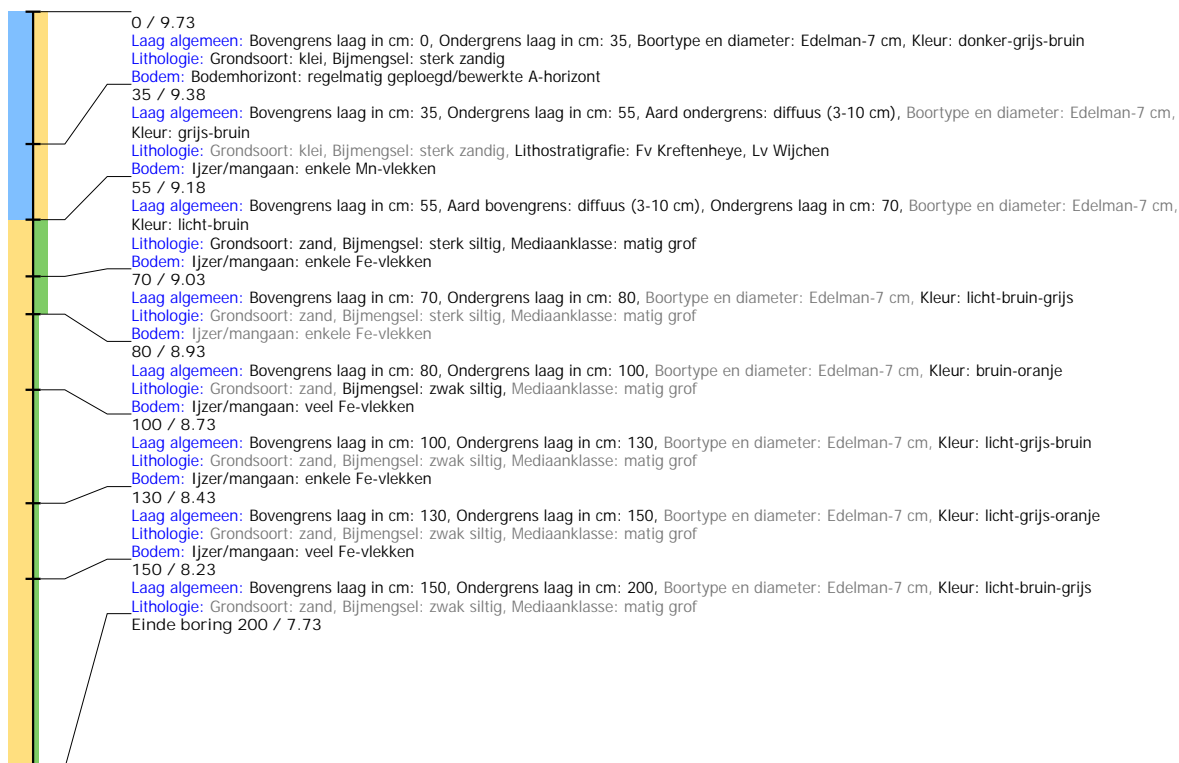 0 / 9.73
Laag algemeen: Bovengrens laag in cm: 0, Ondergrens laag in cm: 35, Boortype en diameter: Edelman-7 cm, Kleur: donker-grijs-bruin
Lithologie: Grondsoort: klei, Bijmengsel: sterk zandig
Bodem: Bodemhorizont: regelmatig geploegd/bewerkte A-horizont
35 / 9.38
Laag algemeen: Bovengrens laag in cm: 35, Ondergrens laag in cm: 55, Aard ondergrens: diffuus (3-10 cm), Boortype en diameter: Edelman-7 cm,
Kleur: grijs-bruin
Lithologie: Grondsoort: klei, Bijmengsel: sterk zandig, Lithostratigrafie: Fv Kreftenheye, Lv Wijchen
Bodem: Ijzer/mangaan: enkele Mn-vlekken
55 / 9.18
Laag algemeen: Bovengrens laag in cm: 55, Aard bovengrens: diffuus (3-10 cm), Ondergrens laag in cm: 70, Boortype en diameter: Edelman-7 cm,
Kleur: licht-bruin
Lithologie: Grondsoort: zand, Bijmengsel: sterk siltig, Mediaanklasse: matig grof
Bodem: Ijzer/mangaan: enkele Fe-vlekken
70 / 9.03
Laag algemeen: Bovengrens laag in cm: 70, Ondergrens laag in cm: 80, Boortype en diameter: Edelman-7 cm, Kleur: licht-bruin-grijs
Lithologie: Grondsoort: zand, Bijmengsel: sterk siltig, Mediaanklasse: matig grof
Bodem: Ijzer/mangaan: enkele Fe-vlekken
80 / 8.93
Laag algemeen: Bovengrens laag in cm: 80, Ondergrens laag in cm: 100, Boortype en diameter: Edelman-7 cm, Kleur: bruin-oranje
Lithologie: Grondsoort: zand, Bijmengsel: zwak siltig, Mediaanklasse: matig grof
Bodem: Ijzer/mangaan: veel Fe-vlekken
100 / 8.73
Laag algemeen: Bovengrens laag in cm: 100, Ondergrens laag in cm: 130, Boortype en diameter: Edelman-7 cm, Kleur: licht-grijs-bruin
Lithologie: Grondsoort: zand, Bijmengsel: zwak siltig, Mediaanklasse: matig grof
Bodem: Ijzer/mangaan: enkele Fe-vlekken
130 / 8.43
Laag algemeen: Bovengrens laag in cm: 130, Ondergrens laag in cm: 150, Boortype en diameter: Edelman-7 cm, Kleur: licht-grijs-oranje
Lithologie: Grondsoort: zand, Bijmengsel: zwak siltig, Mediaanklasse: matig grof
Bodem: Ijzer/mangaan: veel Fe-vlekken
150 / 8.23
Laag algemeen: Bovengrens laag in cm: 150, Ondergrens laag in cm: 200, Boortype en diameter: Edelman-7 cm, Kleur: licht-bruin-grijs
Lithologie: Grondsoort: zand, Bijmengsel: zwak siltig, Mediaanklasse: matig grof
Einde boring 200 / 7.73